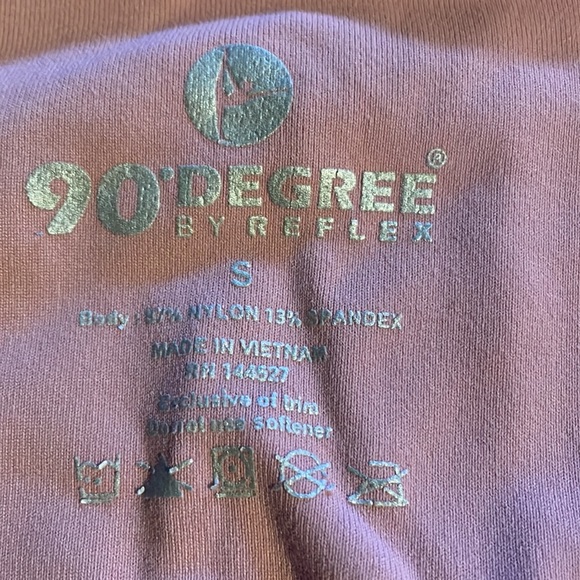 90°DEGREE®
BY REFLEX
S
Body : 87% NYLON 13% SPANDEX
MADE IN VIETNAM
RN 144527
Exclusive of trim
Do not use Softener